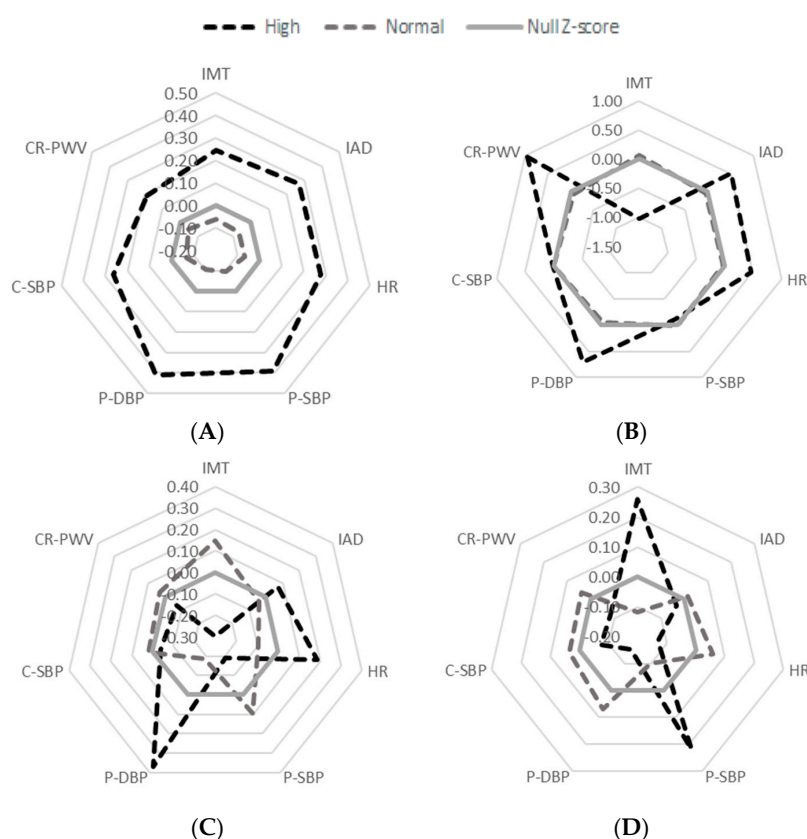 High Normal Null Z-score
IMT
0.50
0.40
0.30
0.20
0.10
0.00
-0.10
-0.20
IAD
HR
P-SBP
P-DBP
C-SBP
CR-PWV
(A)
IMT
1.00
0.50
0.00
-0.50
-1.00
-1.50
IAD
HR
P-SBP
P-DBP
C-SBP
CR-PWV
(B)
IMT
0.40
0.30
0.20
0.10
0.00
-0.10
-0.20
-0.30
IAD
HR
P-SBP
P-DBP
C-SBP
CR-PWV
(C)
IMT
0.30
0.20
0.10
0.00
-0.10
-0.20
IAD
HR
P-SBP
P-DBP
C-SBP
CR-PWV
(D)